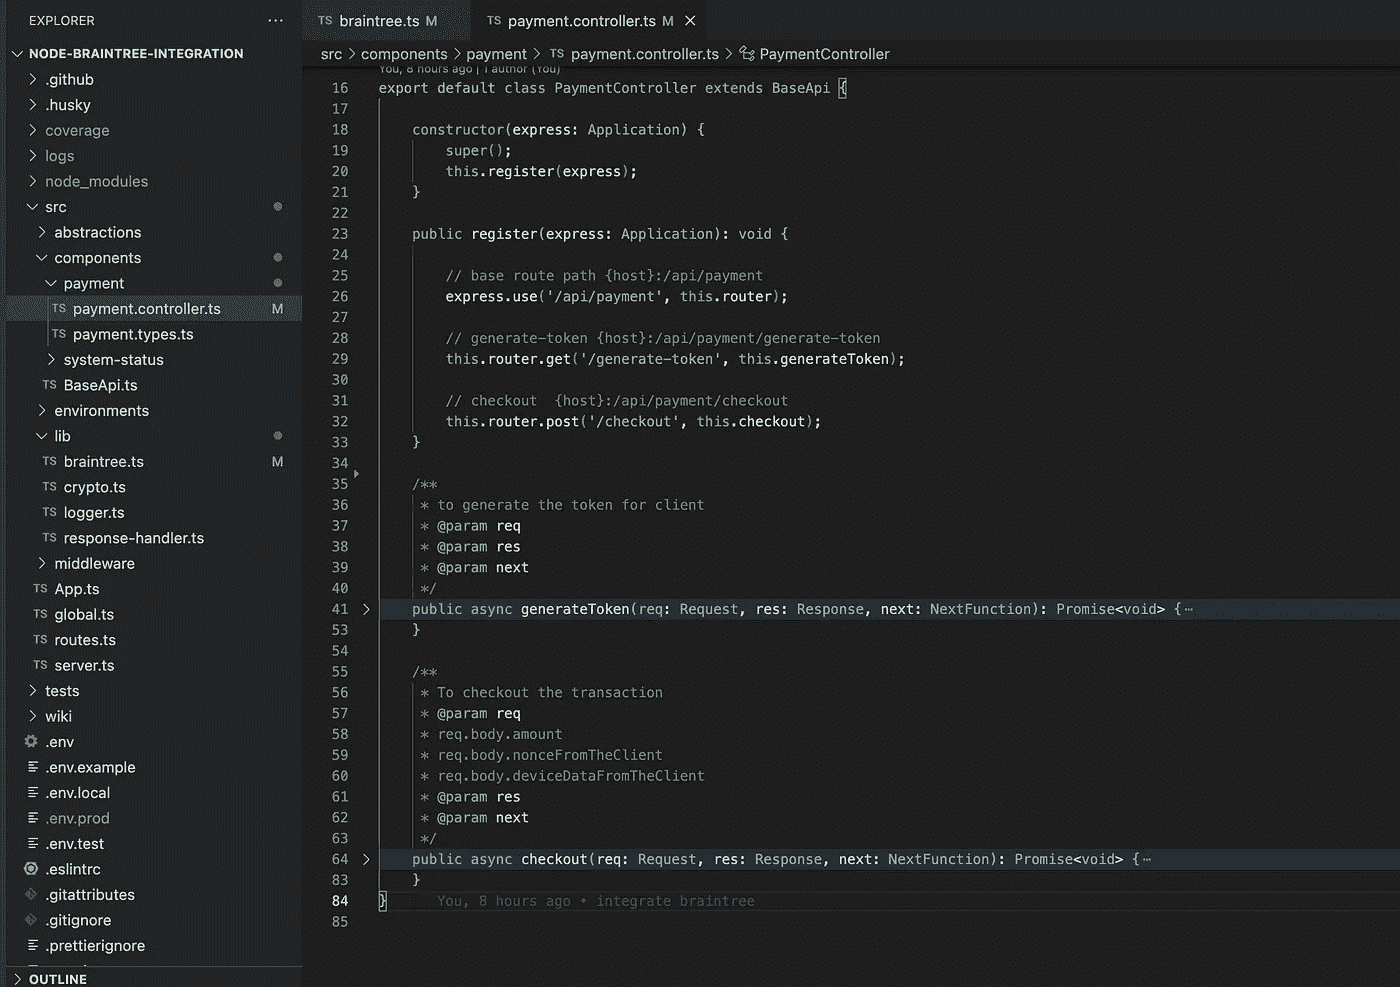 EXPLORER
NODE-BRAINTREE-INTEGRATION
.github
.husky
coverage
logs
node_modules
src
abstractions
components
payment
TS payment.controller.ts M
TS payment.types.ts
system-status
TS BaseApi.ts
environments
lib
TS braintree.ts M
TS crypto.ts
TS logger.ts
TS response-handler.ts
middleware
TS App.ts
TS global.ts
TS routes.ts
TS server.ts
tests
wiki
.env
.env.example
.env.local
.env.prod
.env.test
.eslintrc
.gitattributes
.gitignore
.prettierignore
OUTLINE
TS braintree.ts M
TS payment.controller.ts M
src > components > payment > TS payment.controller.ts > PaymentController
You, 8 hours ago | 1 author (You)
16 export default class PaymentController extends BaseApi {
17
18 constructor(express: Application) {
19 super();
20 this.register(express);
21 }
22
23 public register(express: Application): void {
24
25 // base route path {host}:/api/payment
26 express.use('/api/payment', this.router);
27
28 // generate-token {host}:/api/payment/generate-token
29 this.router.get('/generate-token', this.generateToken);
30
31 // checkout  {host}:/api/payment/checkout
32 this.router.post('/checkout', this.checkout);
33 }
34
35 /**
36 * to generate the token for client
37 * @param req
38 * @param res
39 * @param next
40 */
41 public async generateToken(req: Request, res: Response, next: NextFunction): Promise<void> {…
53 }
54
55 /**
56 * To checkout the transaction
57 * @param req
58 * req.body.amount
59 * req.body.nonceFromTheClient
60 * req.body.deviceDataFromTheClient
61 * @param res
62 * @param next
63 */
64 public async checkout(req: Request, res: Response, next: NextFunction): Promise<void> {…
83 }
84 } You, 8 hours ago • integrate braintree
85